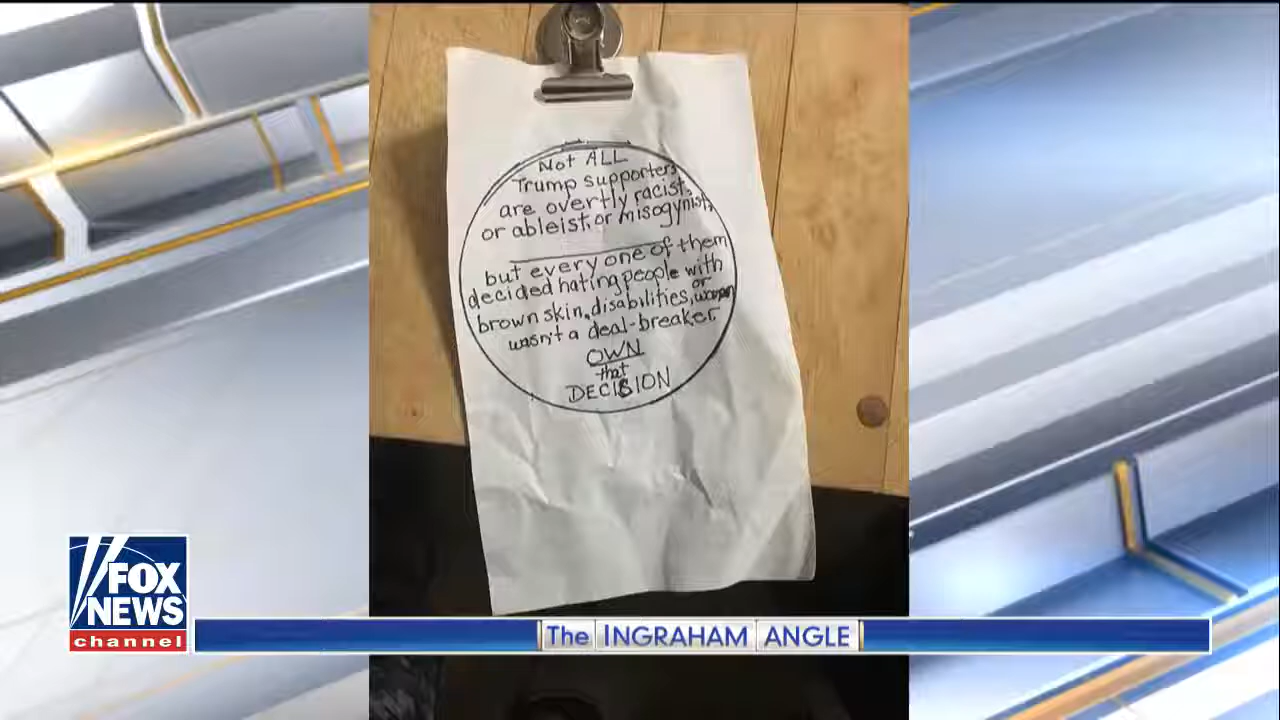 Not ALL
Trump supporters
are overtly racist,
or ableist, or misogynist,
but every one of them
decided hating people with
brown skin, disabilities, or women
wasn't a deal-breaker
OWN
that
DECISION
FOX
NEWS
channel
The INGRAHAM ANGLE